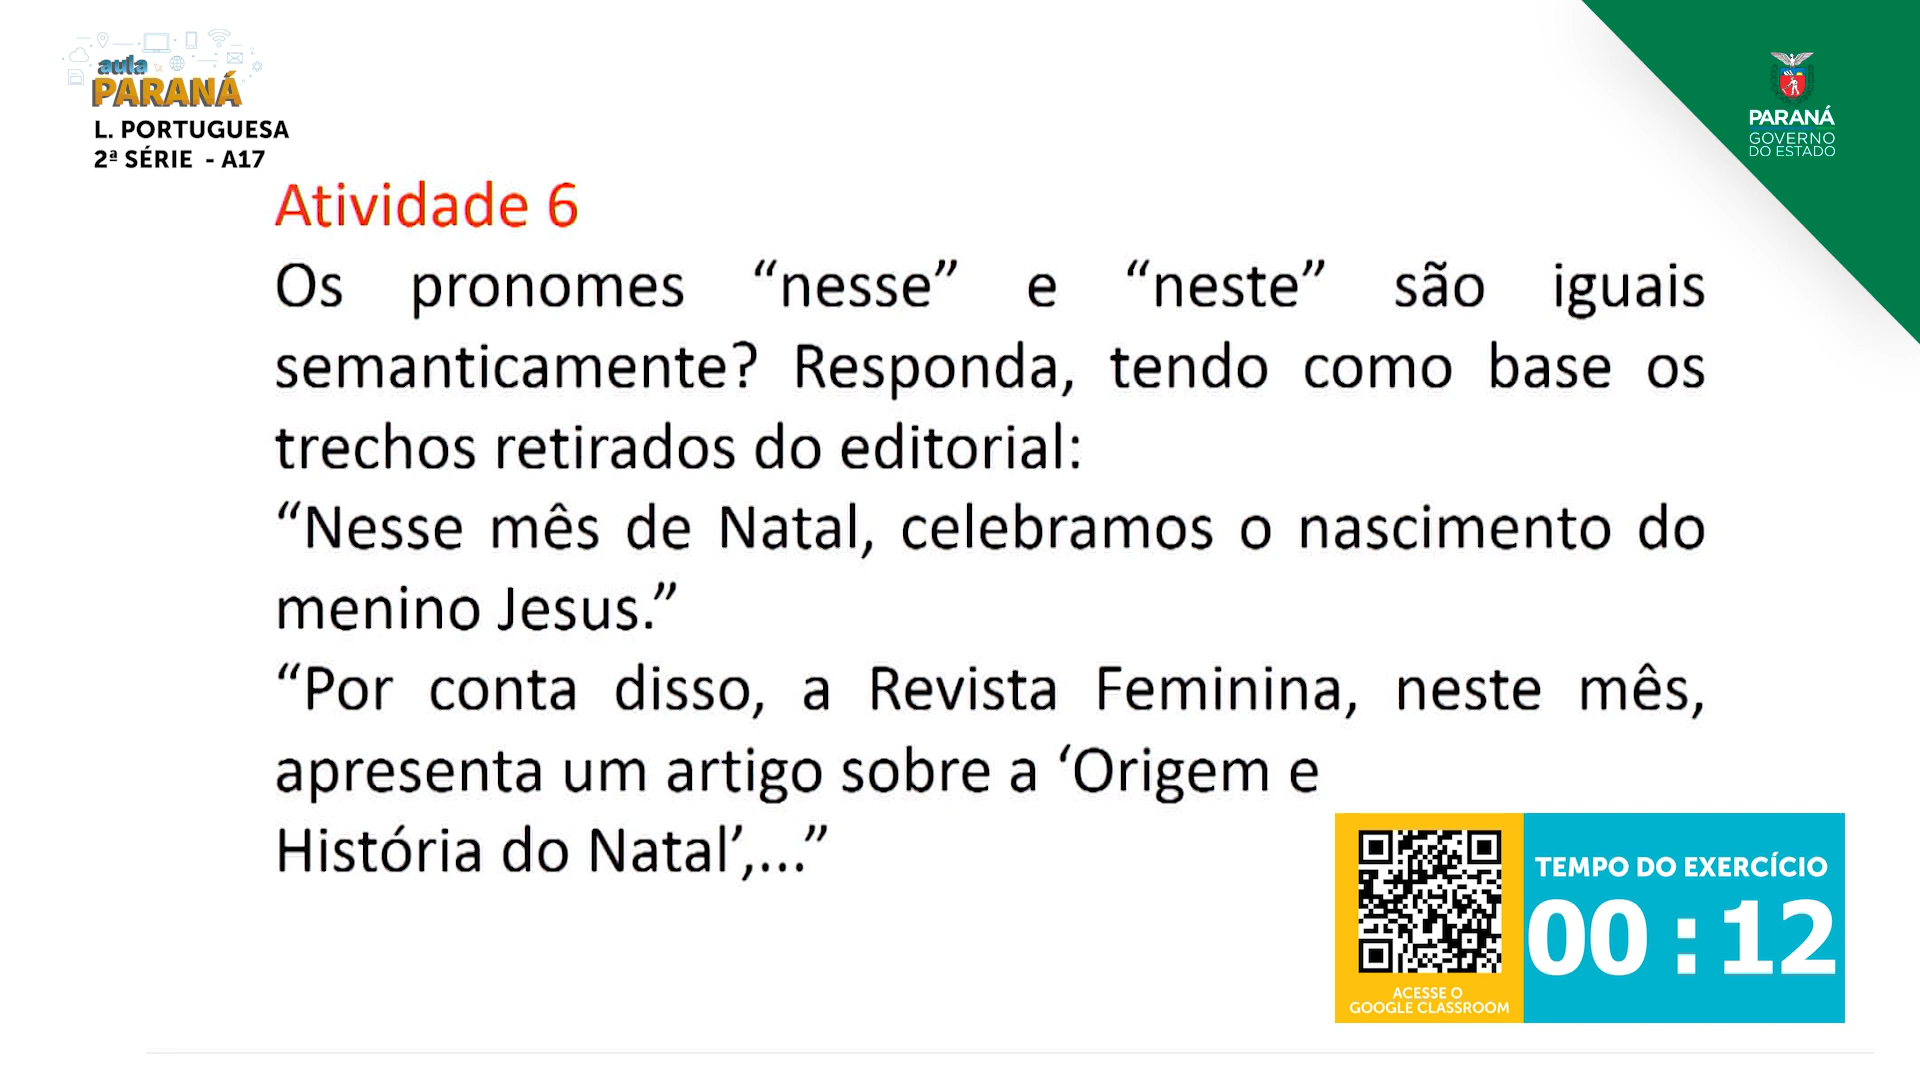 aula
PARANÁ
L. PORTUGUESA
2ª SÉRIE - A17
PARANÁ
GOVERNO
DO ESTADO
Atividade 6
Os pronomes “nesse” e “neste” são iguais
semanticamente? Responda, tendo como base os
trechos retirados do editorial:
“Nesse mês de Natal, celebramos o nascimento do
menino Jesus.”
“Por conta disso, a Revista Feminina, neste mês,
apresenta um artigo sobre a ‘Origem e
História do Natal’,...”
TEMPO DO EXERCÍCIO
00 : 12
ACESSE O
GOOGLE CLASSROOM